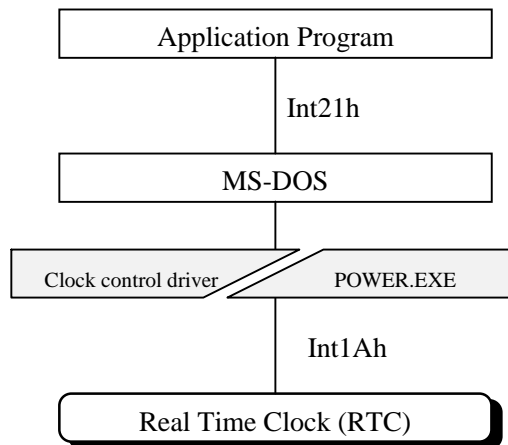 Application Program
Int21h
MS-DOS
Clock control driver POWER.EXE
Int1Ah
Real Time Clock (RTC)